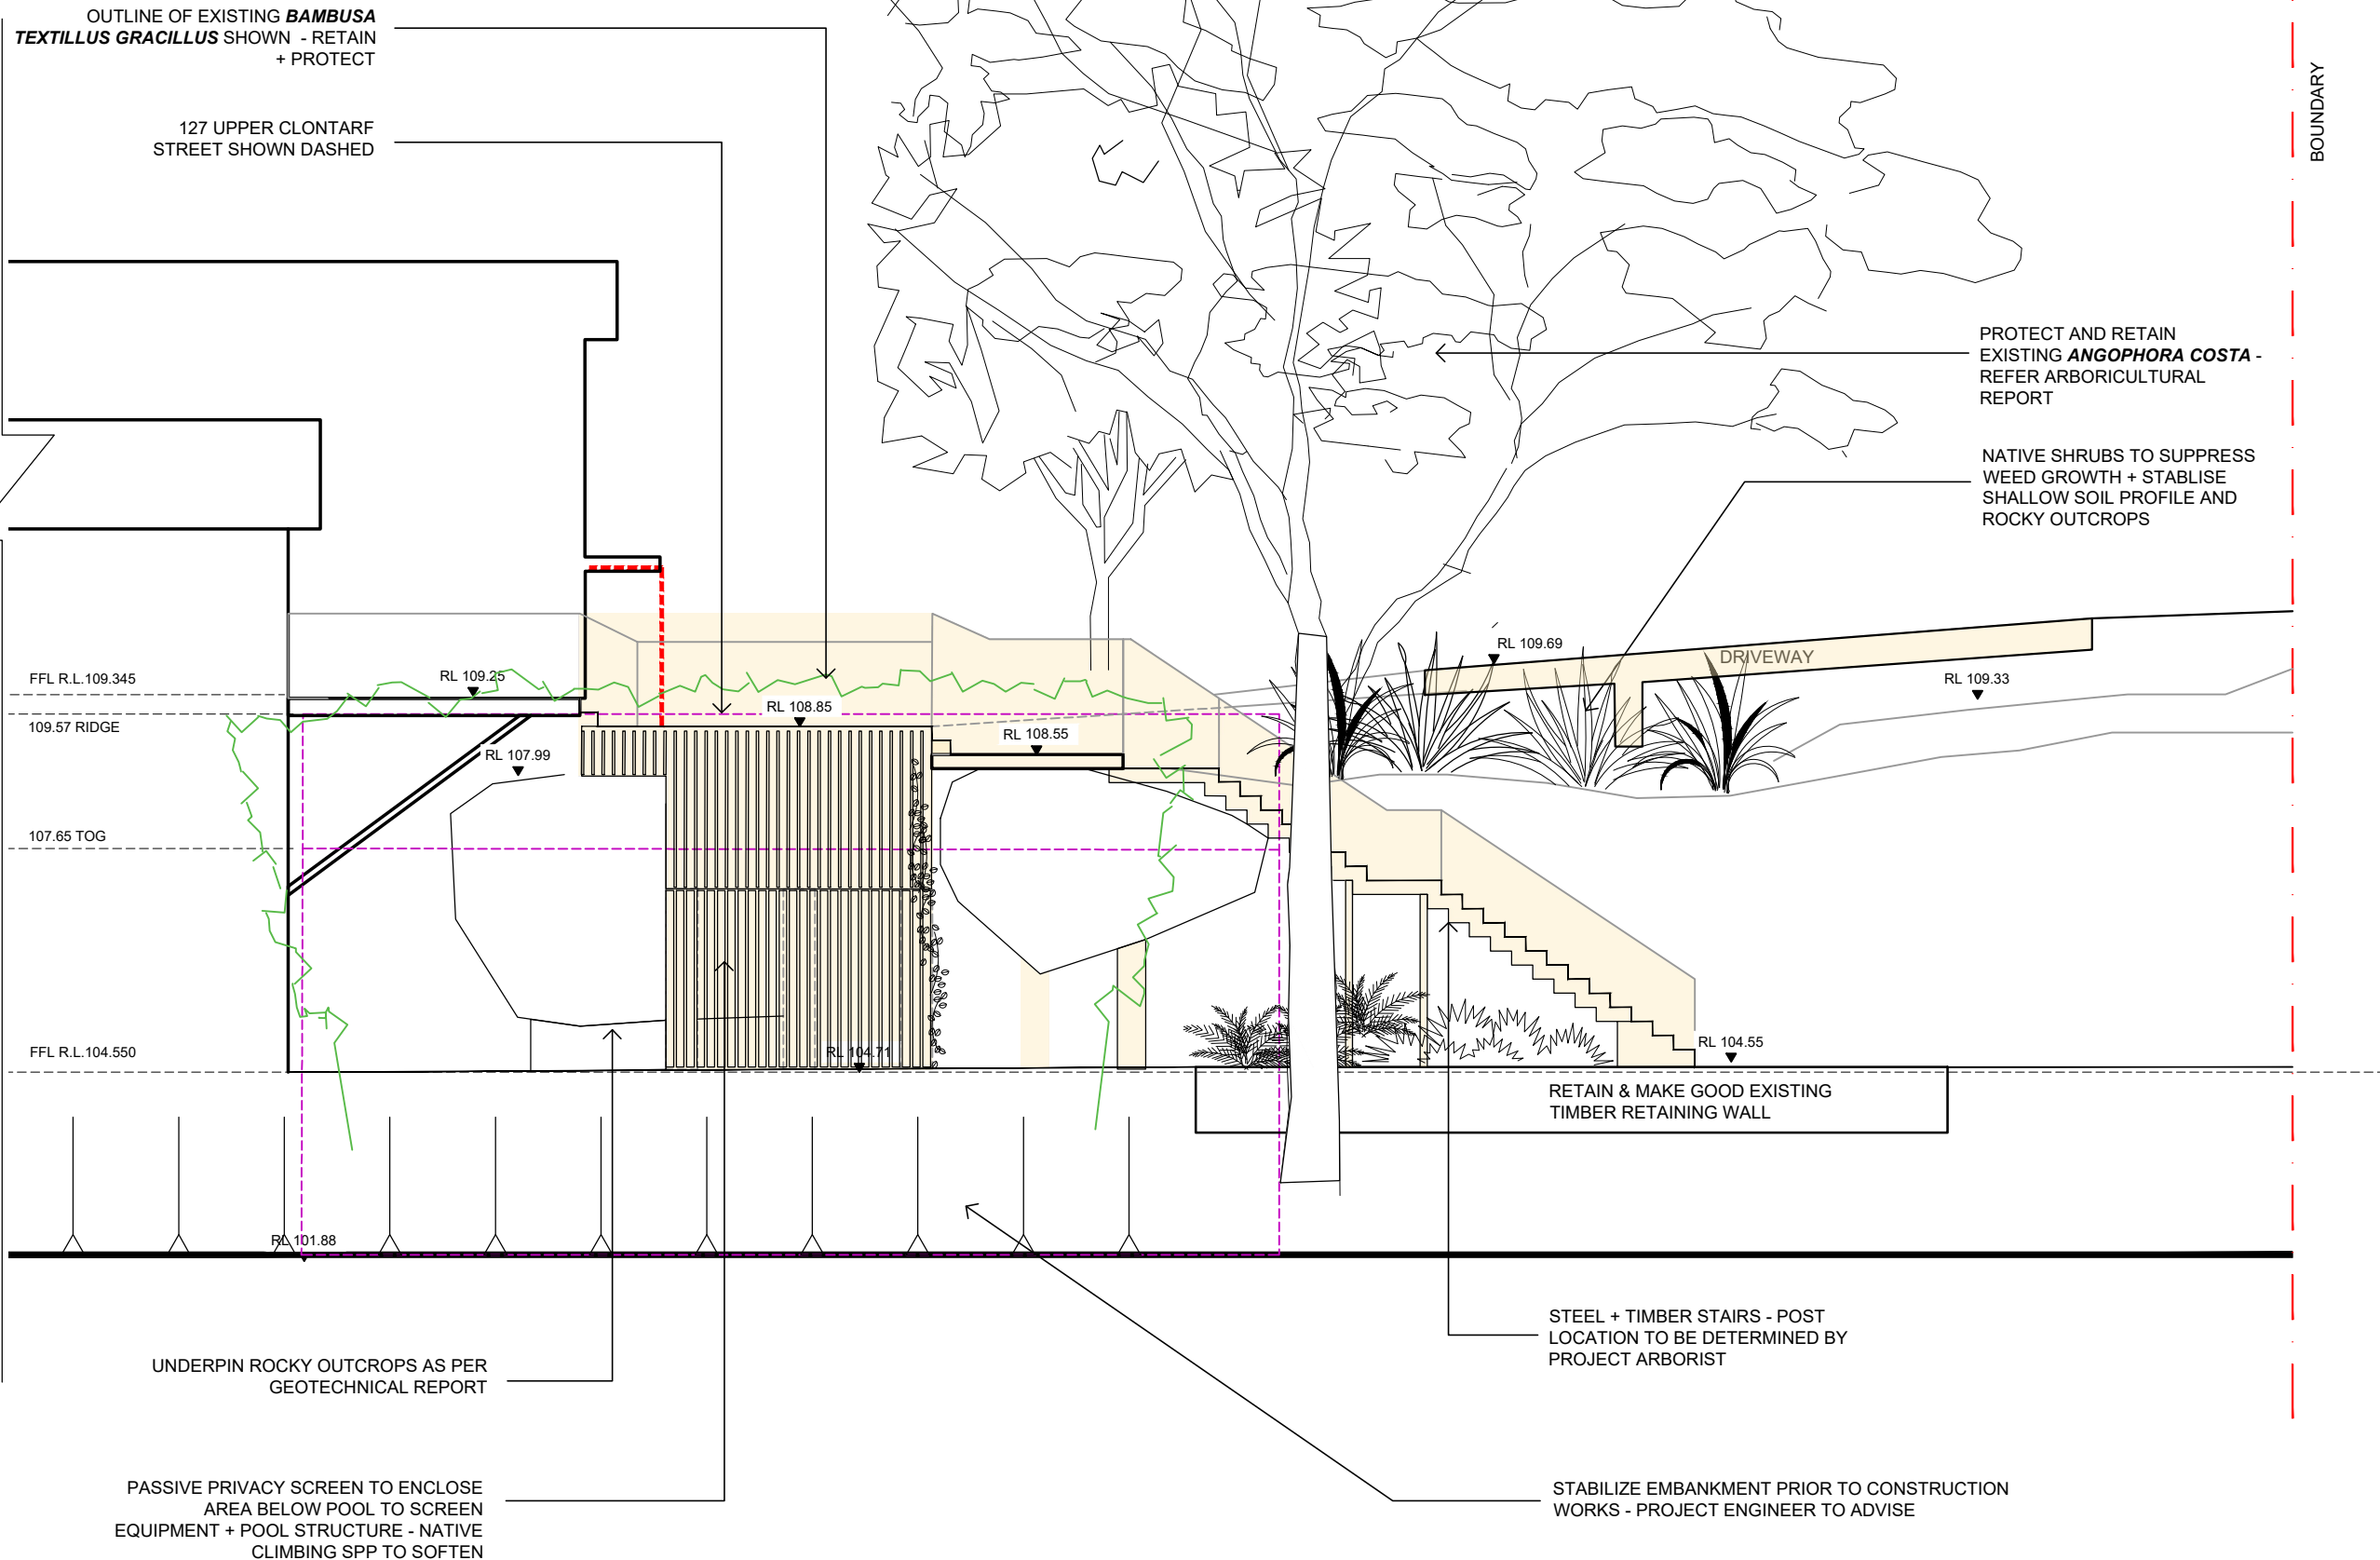 OUTLINE OF EXISTING BAMBUSA
TEXTILLUS GRACILLUS SHOWN - RETAIN
+ PROTECT
127 UPPER CLONTARF
STREET SHOWN DASHED
BOUNDARY
PROTECT AND RETAIN
EXISTING ANGOPHORA COSTA -
REFER ARBORICULTURAL
REPORT
NATIVE SHRUBS TO SUPPRESS
WEED GROWTH + STABLISE
SHALLOW SOIL PROFILE AND
ROCKY OUTCROPS
FFL R.L.109.345
RL 109.25
RL 109.69
DRIVEWAY
RL 109.33
109.57 RIDGE
RL 108.85
RL 108.55
RL 107.99
107.65 TOG
FFL R.L.104.550
RL 104.71
RL 104.55
RETAIN & MAKE GOOD EXISTING
TIMBER RETAINING WALL
RL 101.88
STEEL + TIMBER STAIRS - POST
LOCATION TO BE DETERMINED BY
PROJECT ARBORIST
UNDERPIN ROCKY OUTCROPS AS PER
GEOTECHNICAL REPORT
PASSIVE PRIVACY SCREEN TO ENCLOSE
AREA BELOW POOL TO SCREEN
EQUIPMENT + POOL STRUCTURE - NATIVE
CLIMBING SPP TO SOFTEN
STABILIZE EMBANKMENT PRIOR TO CONSTRUCTION
WORKS - PROJECT ENGINEER TO ADVISE